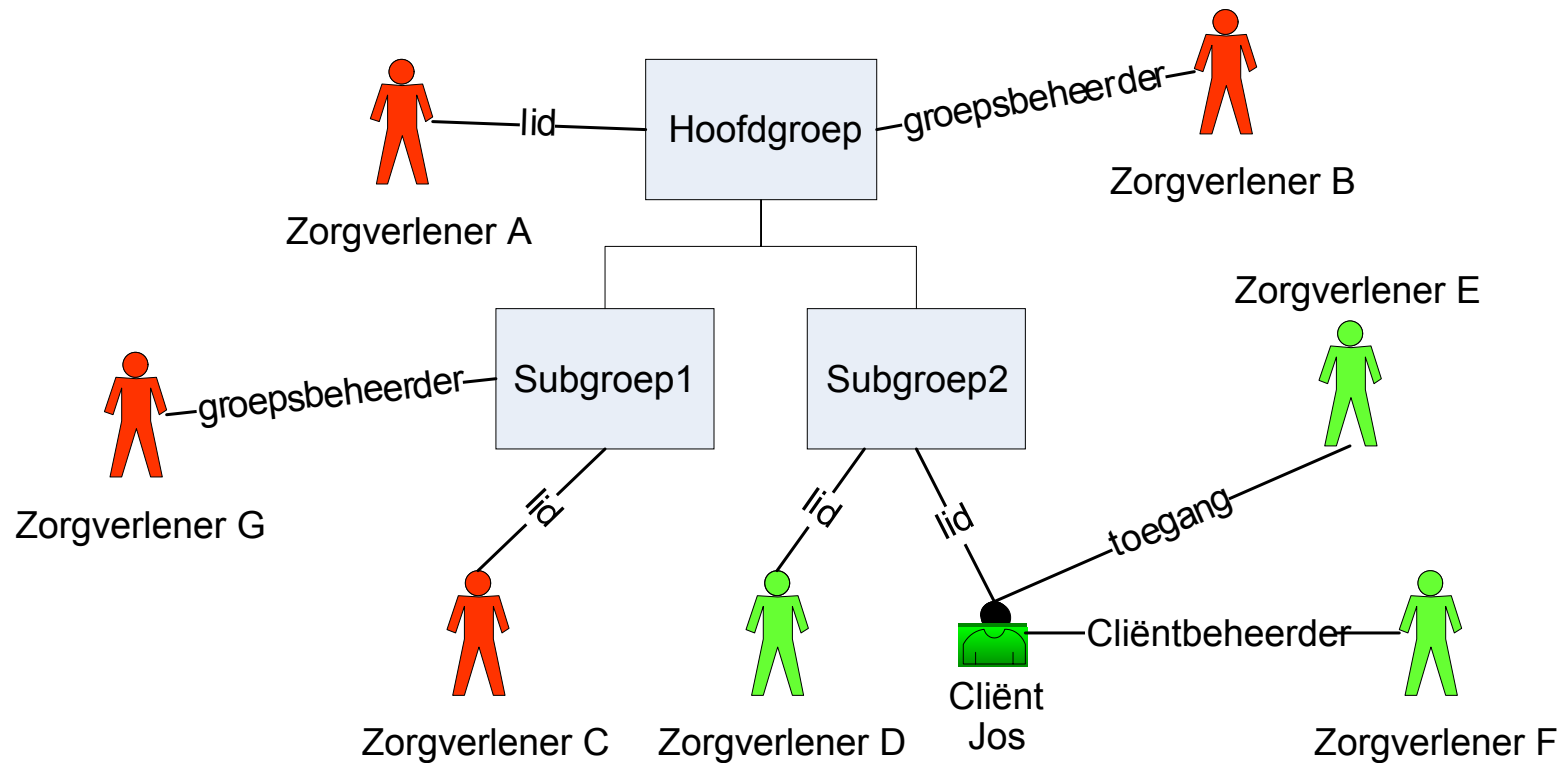 lid
Hoofdgroep
groepsbeheerder
Zorgverlener B
Zorgverlener A
Zorgverlener E
groepsbeheerder
Subgroep1
Subgroep2
Zorgverlener G
lid
lid
lid
toegang
Cliëntbeheerder
Cliënt
Jos
Zorgverlener C
Zorgverlener D
Zorgverlener F